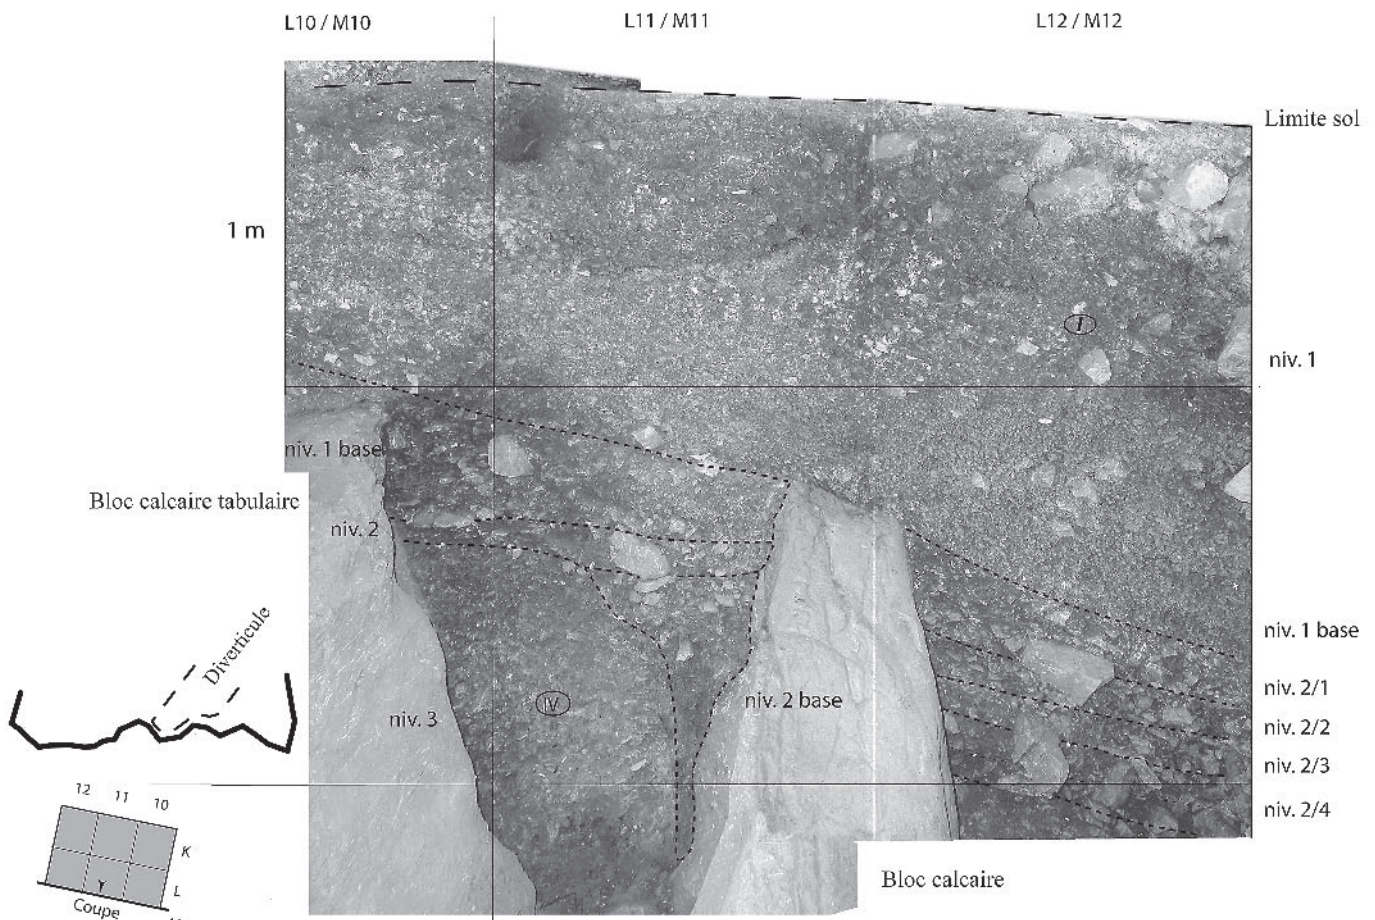 L10 / M10
L11 / M11
L12 / M12
Limite sol
1 m
I
niv. 1
niv. 1 base
Bloc calcaire tabulaire
niv. 2
niv. 1 base
Diverticule
niv. 2/1
niv. 2 base
IV
niv. 3
niv. 2/2
niv. 2/3
12 11 10
niv. 2/4
K
Bloc calcaire
L
Coupe